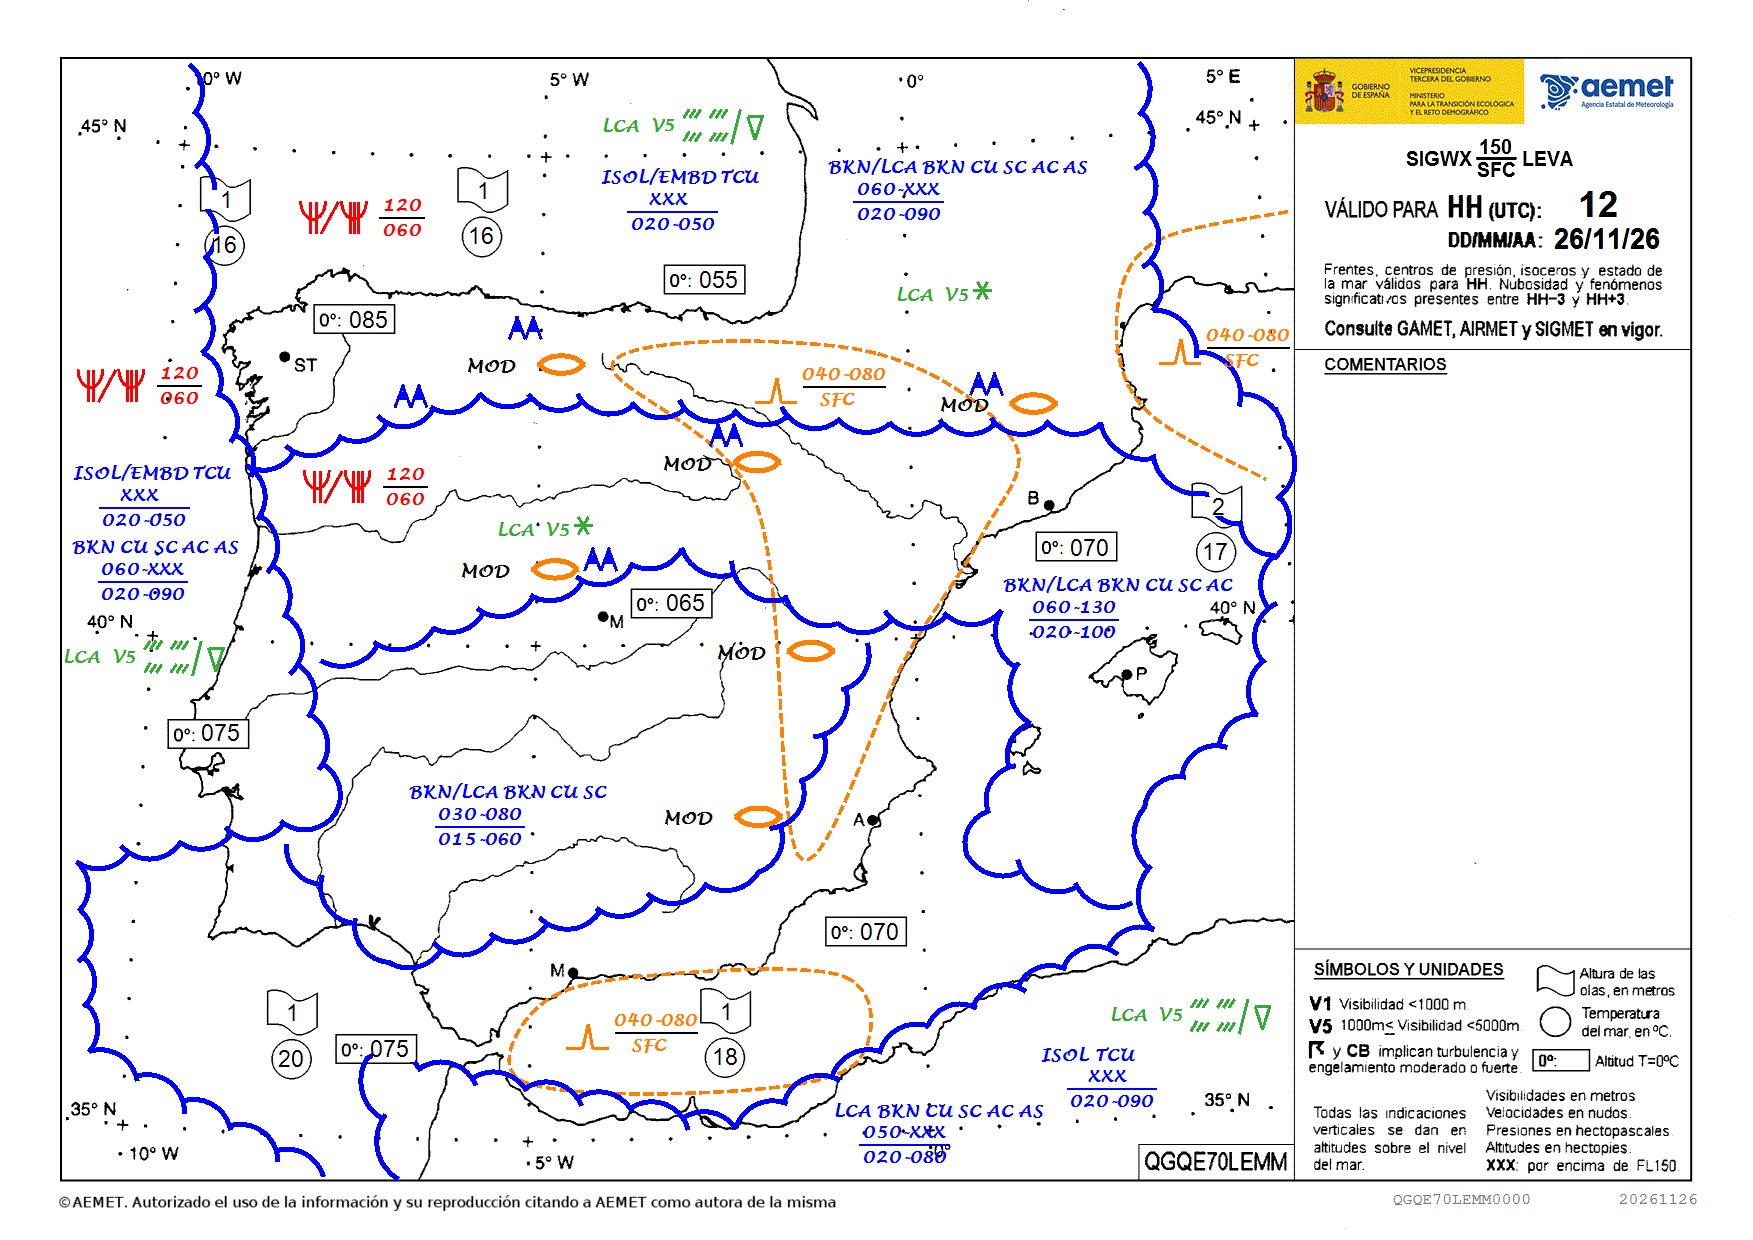 0° W
5° W
0°
5° E
45° N
45° N
LCA V5
1
16
120
060
1
16
ISOL/EMBD TCU
XXX
020-050
BKN/LCA BKN CU SC AC AS
060-XXX
020-090
0º: 055
LCA V5
0º: 085
ST
MOD
040-080
SFC
MOD
040-080
SFC
120
060
MOD
ISOL/EMBD TCU
XXX
020-050
120
060
BKN CU SC AC AS
060-XXX
020-090
LCA V5
MOD
B
2
17
0º: 070
BKN/LCA BKN CU SC AC
060-130
020-100
40° N
40° N
0º: 065
M
LCA V5
MOD
P
0º: 075
BKN/LCA BKN CU SC
030-080
015-060
MOD
A
0º: 070
M
1
20
0º: 075
040-080
SFC
1
18
LCA V5
ISOL TCU
XXX
020-090
LCA BKN CU SC AC AS
050-XXX
020-080
0°
35° N
35° N
10° W
5° W
QGQE70LEMM
GOBIERNO
DE ESPAÑA
VICEPRESIDENCIA
TERCERA DEL GOBIERNO
MINISTERIO
PARA LA TRANSICIÓN ECOLÓGICA
Y EL RETO DEMOGRÁFICO
aemet
Agencia Estatal de Meteorología
SIGWX 150 LEVA
SFC
VÁLIDO PARA HH (UTC): 12
DD/MM/AA: 26/11/26
Frentes, centros de presión, isoceros y estado de
la mar válidos para HH. Nubosidad y fenómenos
significativos presentes entre HH-3 y HH+3.
Consulte GAMET, AIRMET y SIGMET en vigor.
COMENTARIOS
SÍMBOLOS Y UNIDADES
V1 Visibilidad <1000 m.
V5 1000m≤ Visibilidad <5000m.
y CB implican turbulencia y
engelamiento moderado o fuerte.
Altura de las
olas, en metros
Temperatura
del mar, en ºC.
0º: Altitud T=0ºC
Todas las indicaciones
verticales se dan en
altitudes sobre el nivel
del mar.
Visibilidades en metros
Velocidades en nudos.
Presiones en hectopascales
Altitudes en hectopies.
XXX: por encima de FL150.
©AEMET. Autorizado el uso de la información y su reproducción citando a AEMET como autora de la misma
QGQE70LEMM0000 20261126